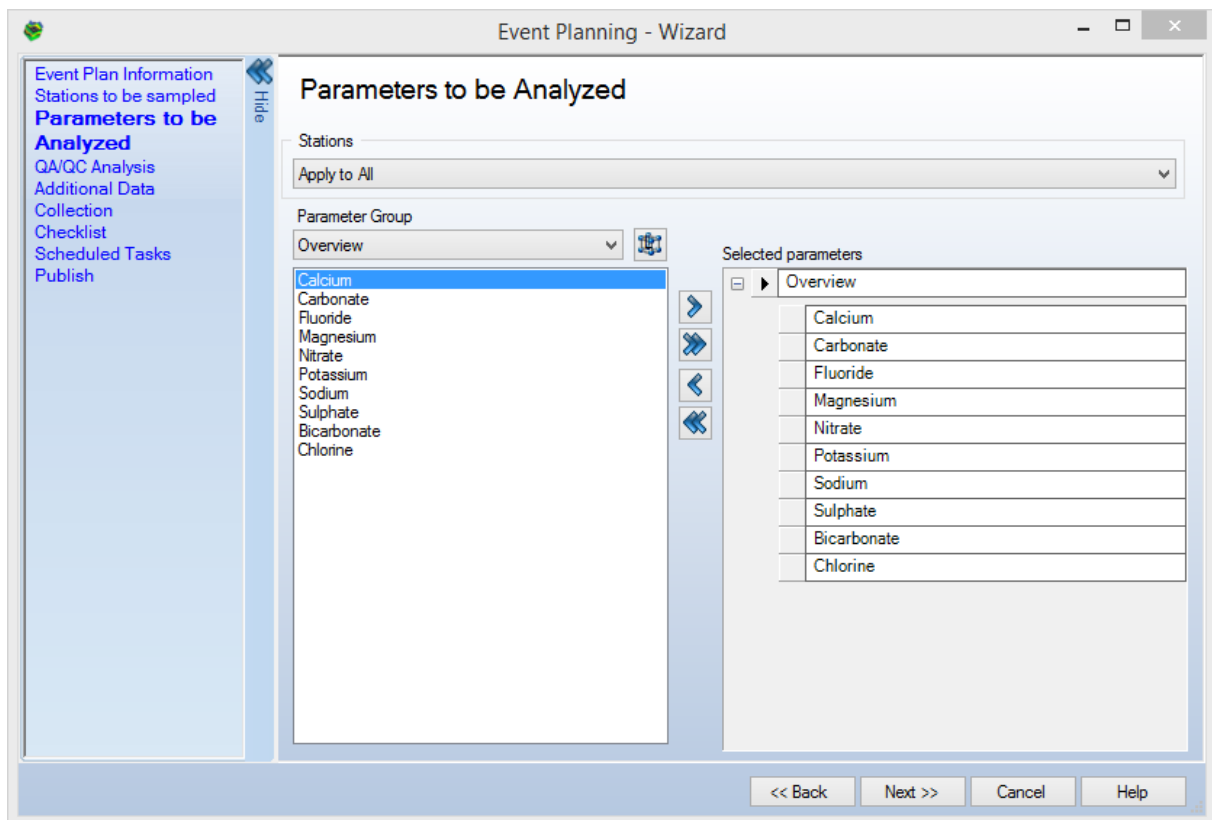 Event Planning - Wizard
Event Plan Information
Stations to be sampled
Parameters to be
Analyzed
QA/QC Analysis
Additional Data
Collection
Checklist
Scheduled Tasks
Publish
Hide
Parameters to be Analyzed
Stations
Apply to All
Parameter Group
Overview
Calcium
Carbonate
Fluoride
Magnesium
Nitrate
Potassium
Sodium
Sulphate
Bicarbonate
Chlorine
Selected parameters
Overview
Calcium
Carbonate
Fluoride
Magnesium
Nitrate
Potassium
Sodium
Sulphate
Bicarbonate
Chlorine
<< Back Next >> Cancel Help